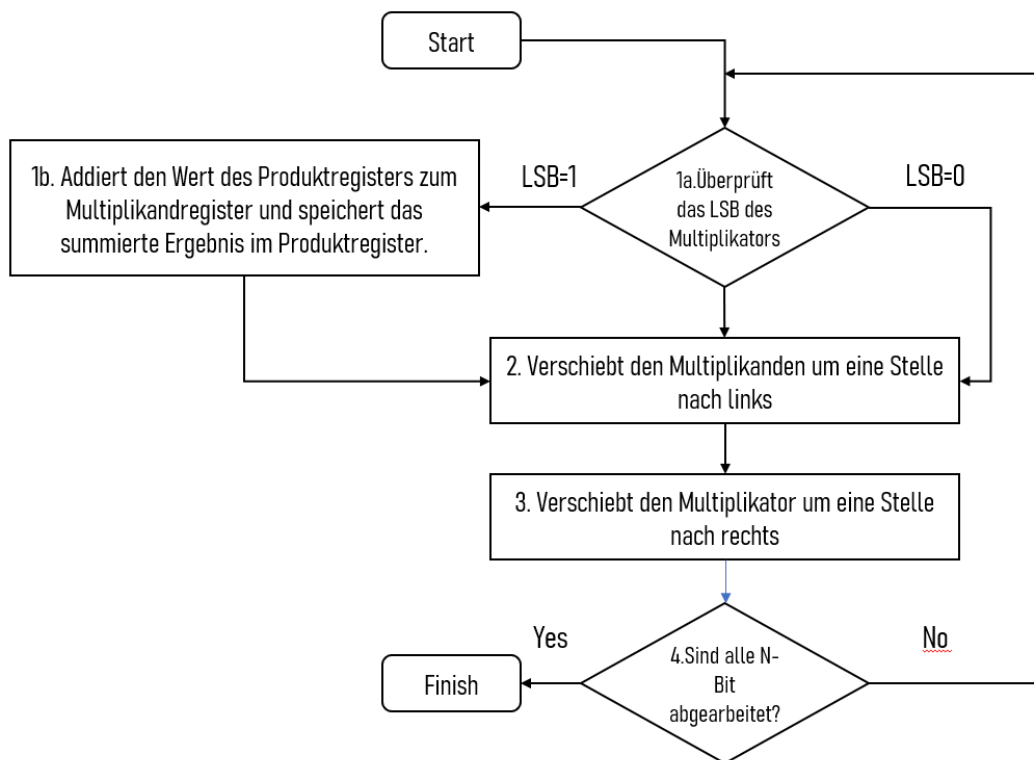 Start
1b. Addiert den Wert des Produktregisters zum
Multiplikandregister und speichert das
summierte Ergebnis im Produktregister.
LSB=1
1a.Überprüft
das LSB des
Multiplikators
LSB=0
2. Verschiebt den Multiplikanden um eine Stelle
nach links
3. Verschiebt den Multiplikator um eine Stelle
nach rechts
Yes
4.Sind alle N-
Bit
abgearbeitet?
No
Finish